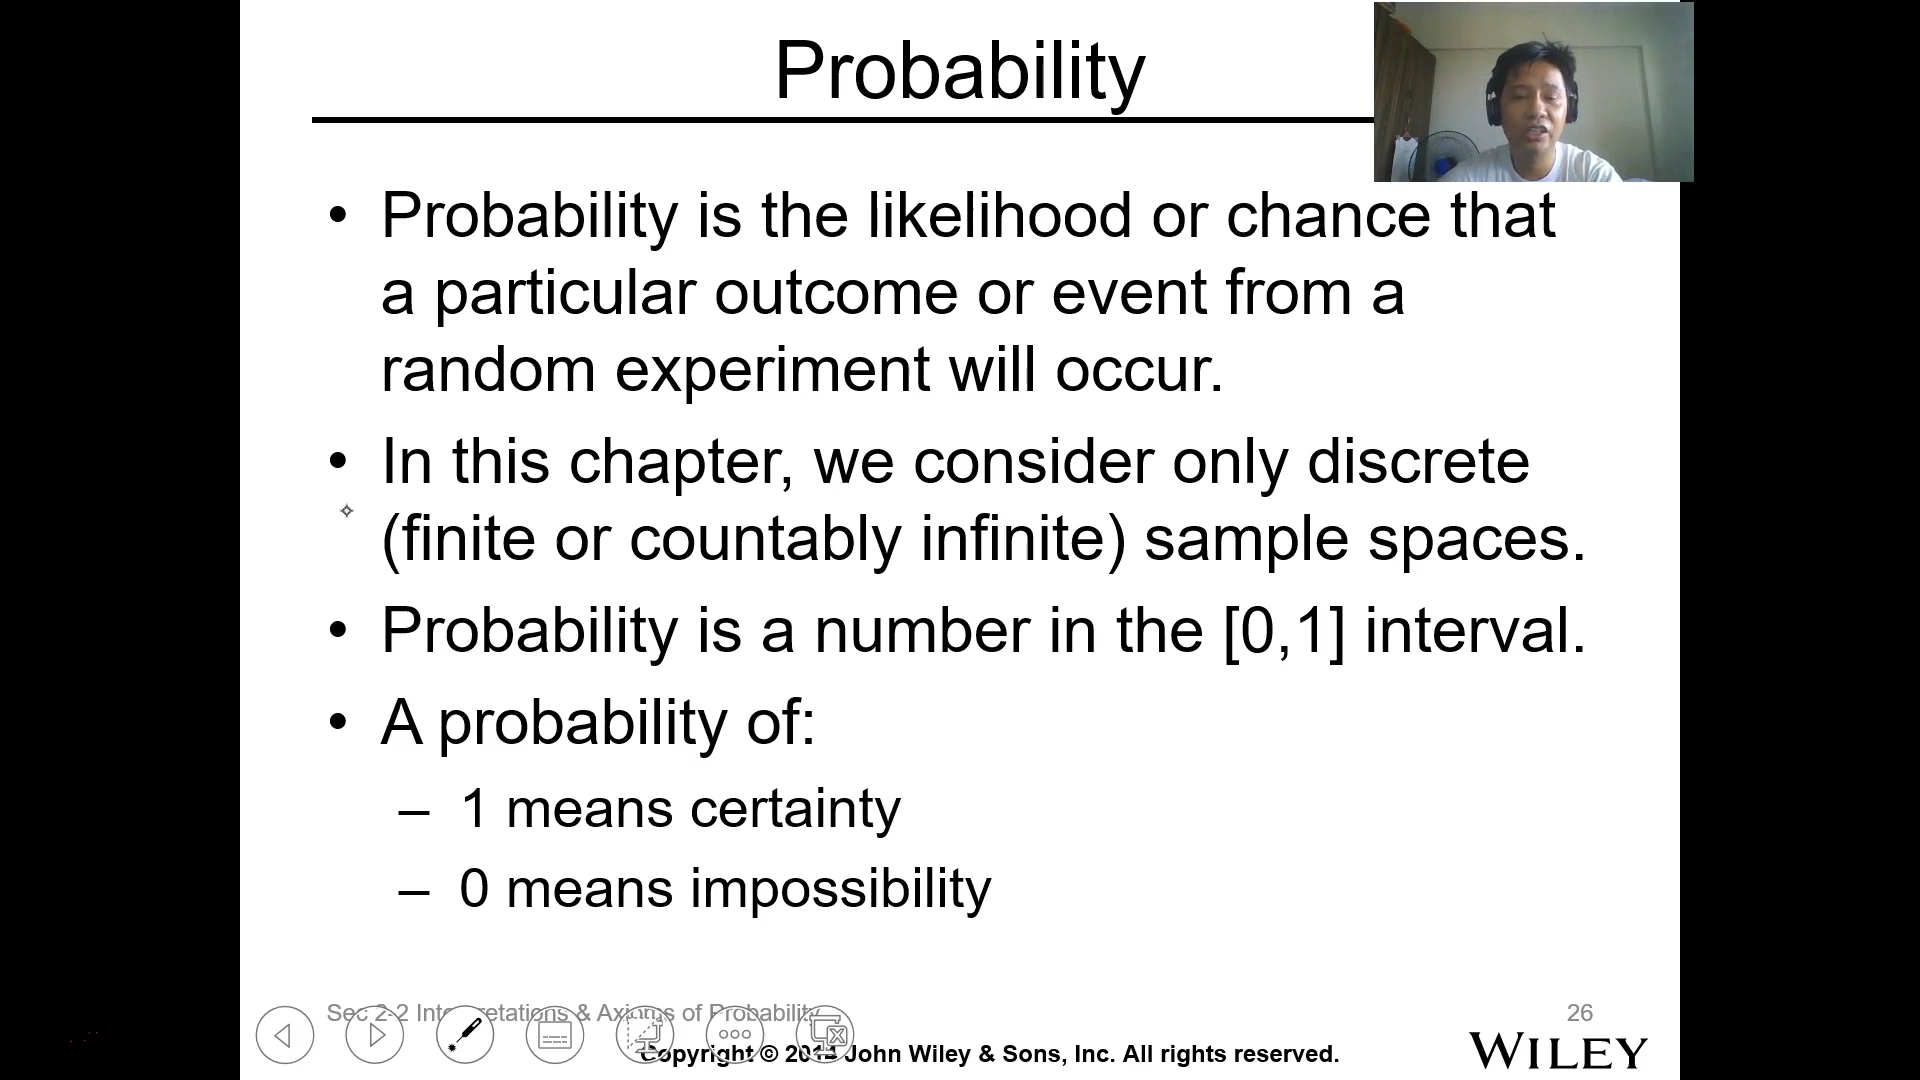 Probability
• Probability is the likelihood or chance that
a particular outcome or event from a
random experiment will occur.
• In this chapter, we consider only discrete
(finite or countably infinite) sample spaces.
• Probability is a number in the [0,1] interval.
• A probability of:
– 1 means certainty
– 0 means impossibility
Sec 2-2 Interpretations & Axioms of Probability
26
Copyright © 2014 John Wiley & Sons, Inc. All rights reserved.
WILEY